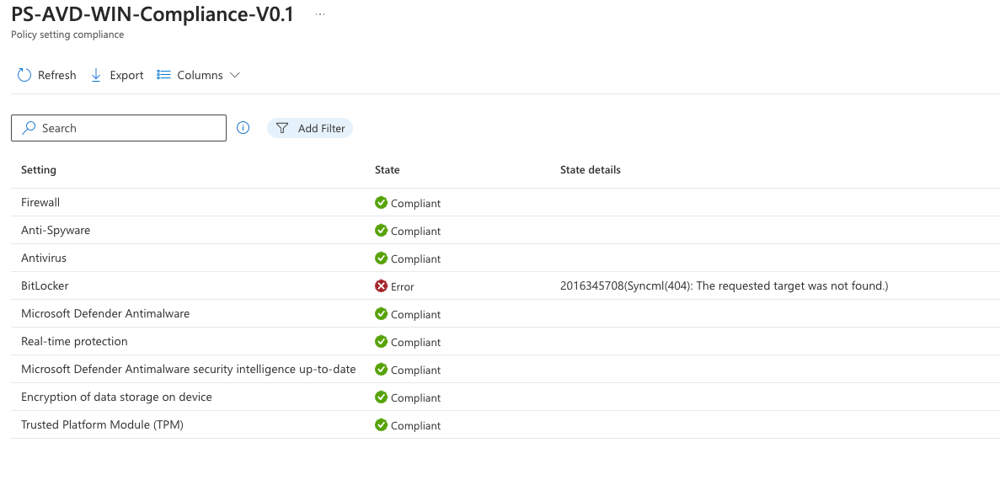 PS-AVD-WIN-Compliance-V0.1 ...
Policy setting compliance
Refresh Export Columns
Search Add Filter
Setting State State details
Firewall Compliant
Anti-Spyware Compliant
Antivirus Compliant
BitLocker Error 2016345708(Syncml(404): The requested target was not found.)
Microsoft Defender Antimalware Compliant
Real-time protection Compliant
Microsoft Defender Antimalware security intelligence up-to-date Compliant
Encryption of data storage on device Compliant
Trusted Platform Module (TPM) Compliant